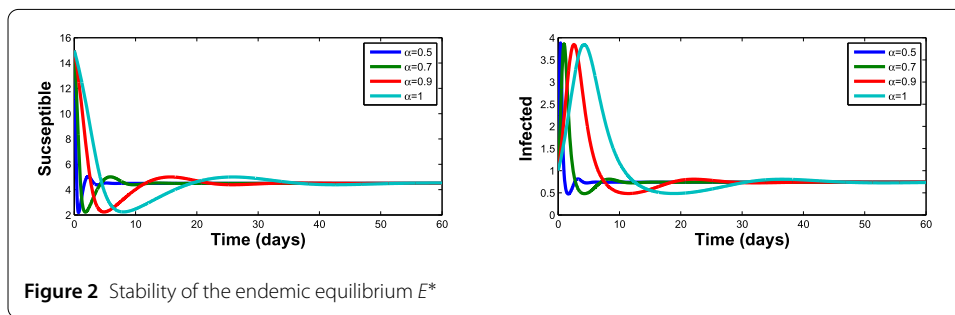 16
14
12
10
8
6
4
2
0 10 20 30 40 50 60
Sucseptible
Time (days)
α=0.5
α=0.7
α=0.9
α=1
4
3.5
3
2.5
2
1.5
1
0.5
0
0 10 20 30 40 50 60
Infected
Time (days)
α=0.5
α=0.7
α=0.9
α=1
Figure 2 Stability of the endemic equilibrium E*